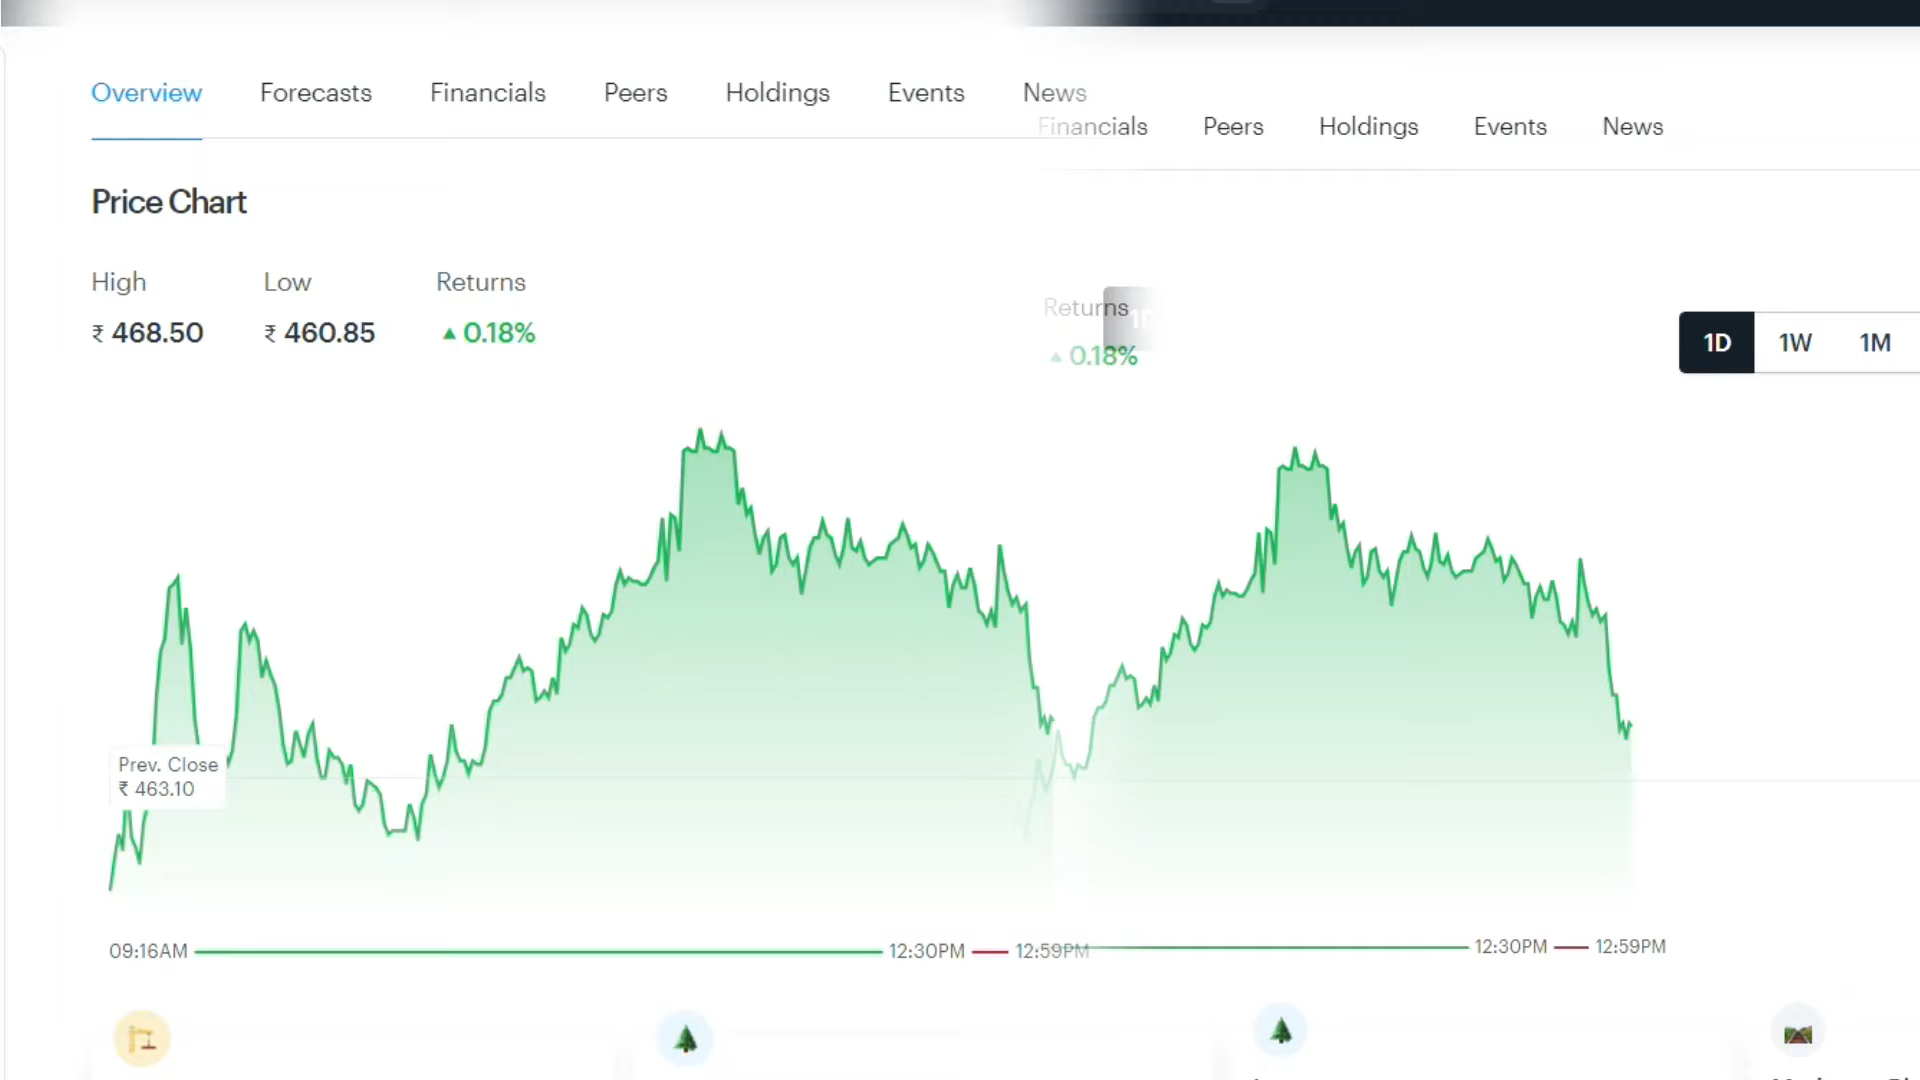 Overview Forecasts Financials Peers Holdings Events News
Financials Peers Holdings Events News
Price Chart
High Low Returns
₹ 468.50 ₹ 460.85 ▲ 0.18%
Returns
▲ 0.18%
1D 1W 1M
Prev. Close
₹ 463.10
09:16AM 12:30PM 12:59PM
12:30PM 12:59PM